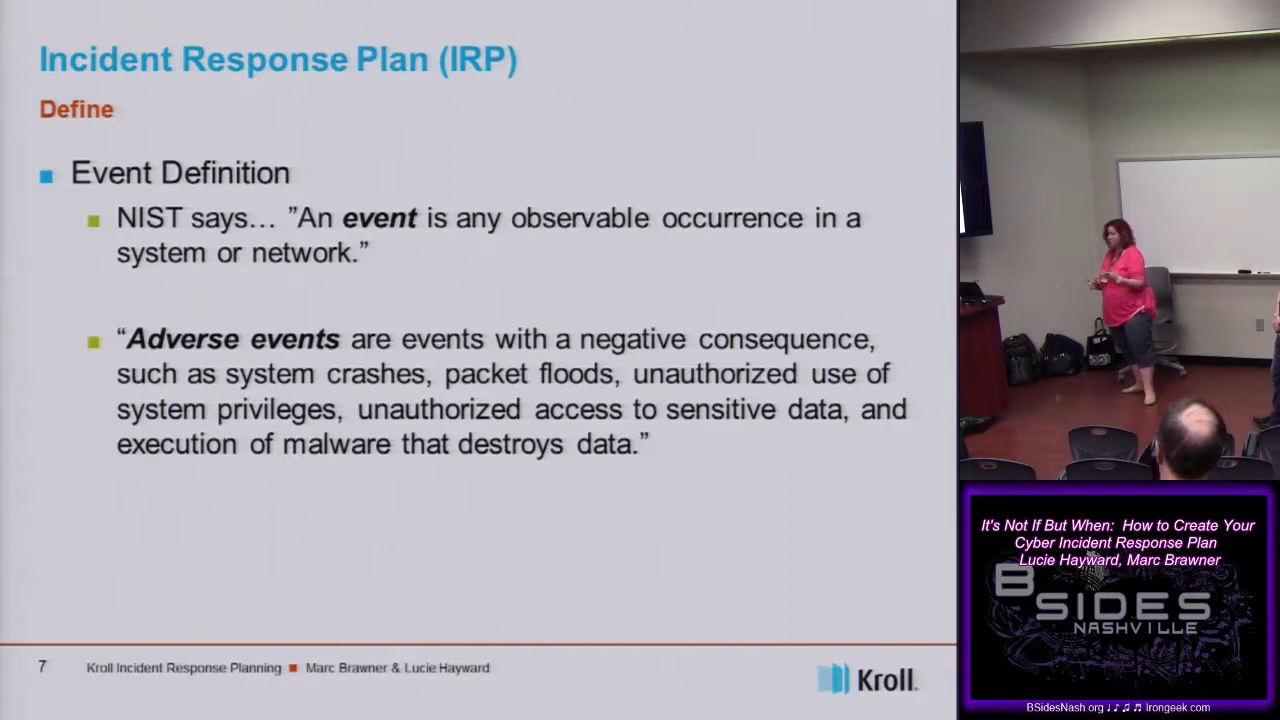 Incident Response Plan (IRP)
Define
Event Definition
NIST says… ”An event is any observable occurrence in a
system or network.”
“Adverse events are events with a negative consequence,
such as system crashes, packet floods, unauthorized use of
system privileges, unauthorized access to sensitive data, and
execution of malware that destroys data.”
7 Kroll Incident Response Planning ■ Marc Brawner & Lucie Hayward
Kroll.
It's Not If But When: How to Create Your
Cyber Incident Response Plan
Lucie Hayward, Marc Brawner
BSIDES
NASHVILLE
BSidesNash.org ♩ ♪ ♫ ♬ Irongeek.com